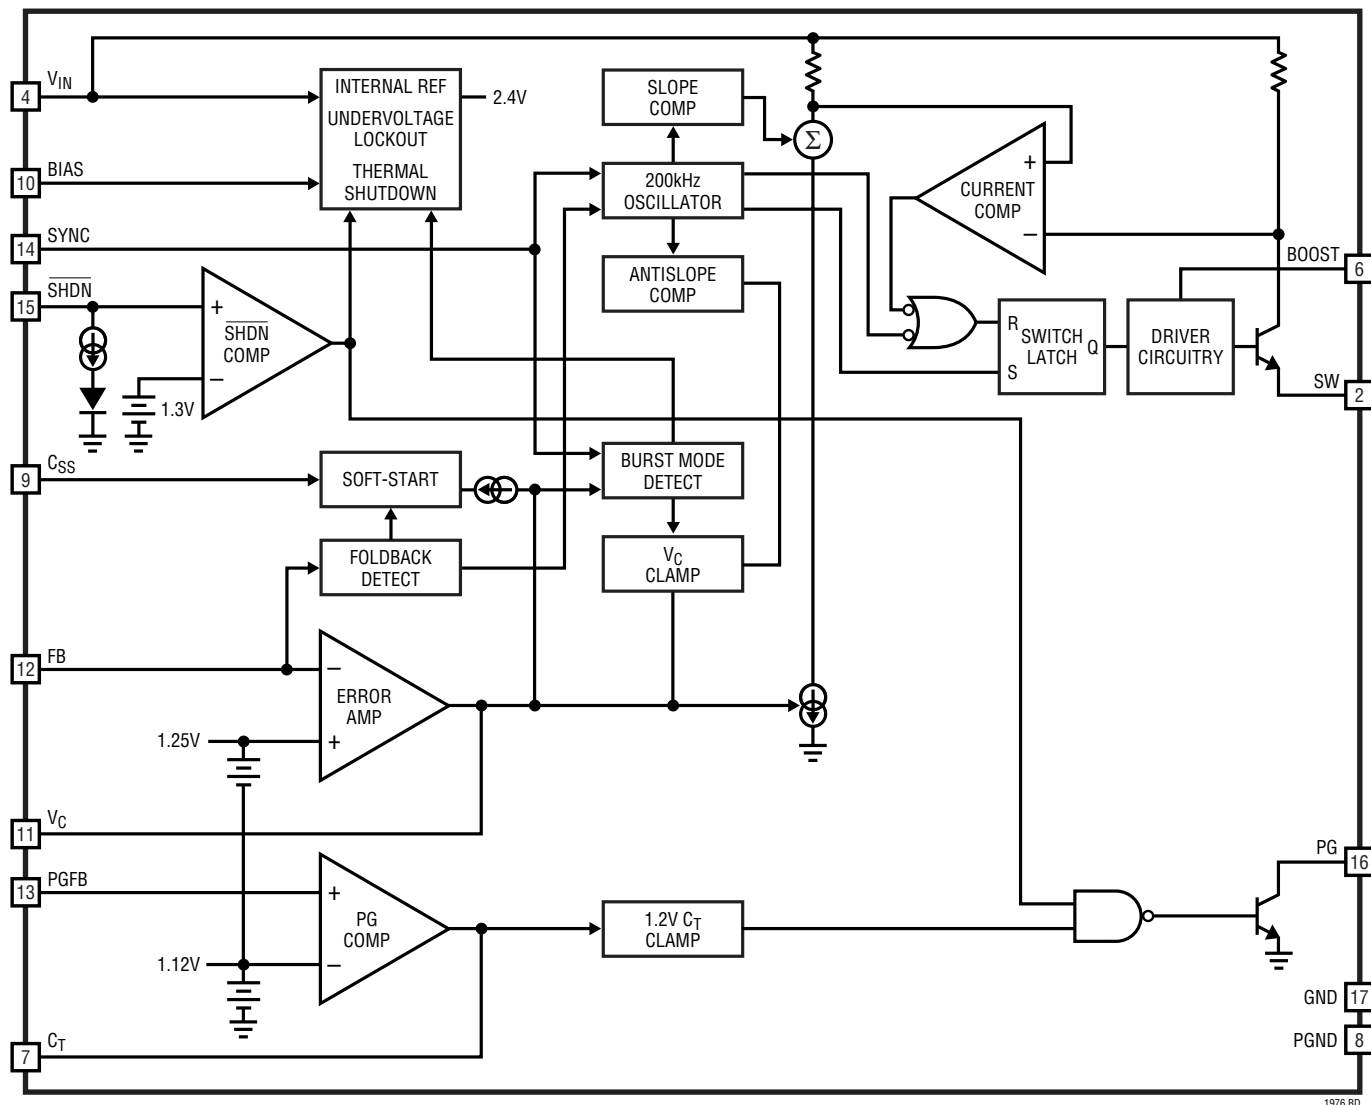 VIN
4
BIAS
10
SYNC
14
SHDN
15
INTERNAL REF
UNDERVOLTAGE
LOCKOUT
THERMAL
SHUTDOWN
2.4V
SLOPE
COMP
Σ
200kHz
OSCILLATOR
ANTISLOPE
COMP
+
CURRENT
COMP
–
BOOST
6
+
SHDN
COMP
–
1.3V
R
SWITCH
LATCH
Q
S
DRIVER
CIRCUITRY
SW
2
CSS
9
SOFT-START
BURST MODE
DETECT
FOLDBACK
DETECT
VC
CLAMP
FB
12
–
ERROR
AMP
+
1.25V
VC
11
PGFB
13
+
PG
COMP
–
1.12V
1.2V CT
CLAMP
PG
16
CT
7
GND
17
PGND
8
1976 BD